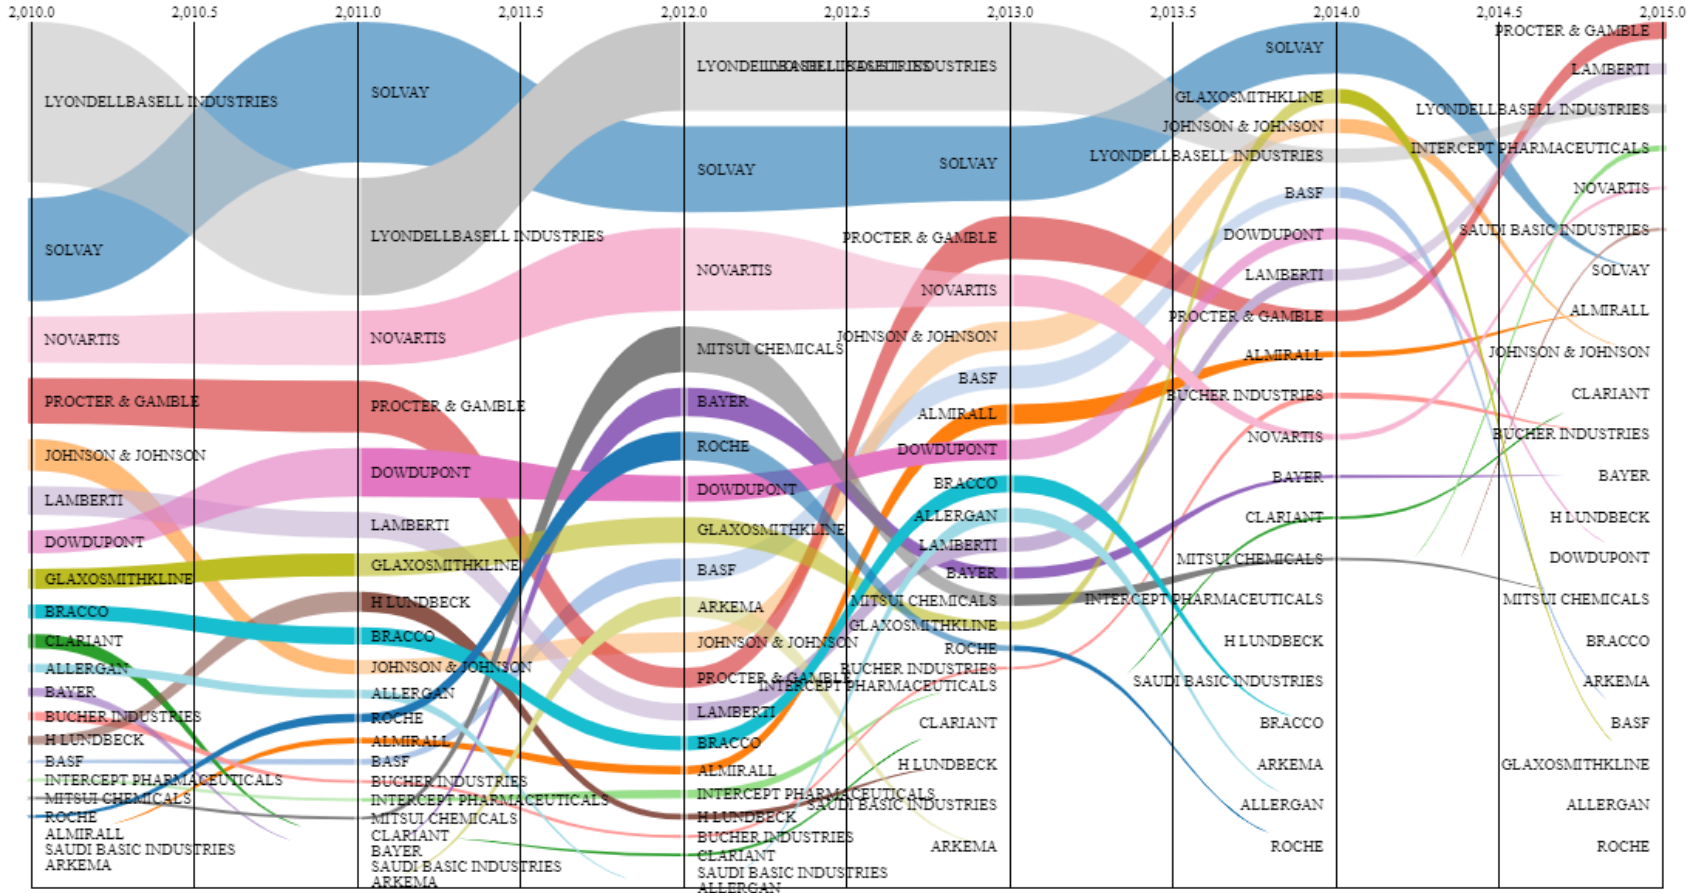 2,010.0 2,010.5 2,011.0 2,011.5 2,012.0 2,012.5 2,013.0 2,013.5 2,014.0 2,014.5 2,015.0
LYONDELLBASELL INDUSTRIES
SOLVAY
NOVARTIS
PROCTER & GAMBLE
JOHNSON & JOHNSON
LAMBERTI
DOWDUPONT
GLAXOSMITHKLINE
BRACCO
CLARIANT
ALLERGAN
BAYER
BUCHER INDUSTRIES
H LUNDBECK
BASF
INTERCEPT PHARMACEUTICALS
MITSUI CHEMICALS
ROCHE
ALMIRALL
SAUDI BASIC INDUSTRIES
ARKEMA
SOLVAY
LYONDELLBASELL INDUSTRIES
NOVARTIS
PROCTER & GAMBLE
DOWDUPONT
LAMBERTI
GLAXOSMITHKLINE
H LUNDBECK
BRACCO
JOHNSON & JOHNSON
ALLERGAN
ROCHE
ALMIRALL
BASF
BUCHER INDUSTRIES
INTERCEPT PHARMACEUTICALS
MITSUI CHEMICALS
CLARIANT
BAYER
SAUDI BASIC INDUSTRIES
ARKEMA
LYONDELLBASELL INDUSTRIES
SOLVAY
NOVARTIS
MITSUI CHEMICALS
BAYER
ROCHE
DOWDUPONT
GLAXOSMITHKLINE
BASF
ARKEMA
JOHNSON & JOHNSON
PROCTER & GAMBLE
LAMBERTI
BRACCO
ALMIRALL
INTERCEPT PHARMACEUTICALS
H LUNDBECK
BUCHER INDUSTRIES
CLARIANT
SAUDI BASIC INDUSTRIES
ALLERGAN
LYONDELLBASELL INDUSTRIES
SOLVAY
PROCTER & GAMBLE
NOVARTIS
JOHNSON & JOHNSON
BASF
ALMIRALL
DOWDUPONT
BRACCO
ALLERGAN
LAMBERTI
BAYER
MITSUI CHEMICALS
GLAXOSMITHKLINE
ROCHE
BUCHER INDUSTRIES
INTERCEPT PHARMACEUTICALS
CLARIANT
H LUNDBECK
SAUDI BASIC INDUSTRIES
ARKEMA
SOLVAY
GLAXOSMITHKLINE
JOHNSON & JOHNSON
LYONDELLBASELL INDUSTRIES
BASF
DOWDUPONT
LAMBERTI
PROCTER & GAMBLE
ALMIRALL
BUCHER INDUSTRIES
NOVARTIS
BAYER
CLARIANT
MITSUI CHEMICALS
INTERCEPT PHARMACEUTICALS
H LUNDBECK
SAUDI BASIC INDUSTRIES
BRACCO
ARKEMA
ALLERGAN
ROCHE
PROCTER & GAMBLE
LAMBERTI
LYONDELLBASELL INDUSTRIES
INTERCEPT PHARMACEUTICALS
NOVARTIS
SAUDI BASIC INDUSTRIES
SOLVAY
ALMIRALL
JOHNSON & JOHNSON
CLARIANT
BUCHER INDUSTRIES
BAYER
H LUNDBECK
DOWDUPONT
MITSUI CHEMICALS
BRACCO
ARKEMA
BASF
GLAXOSMITHKLINE
ALLERGAN
ROCHE